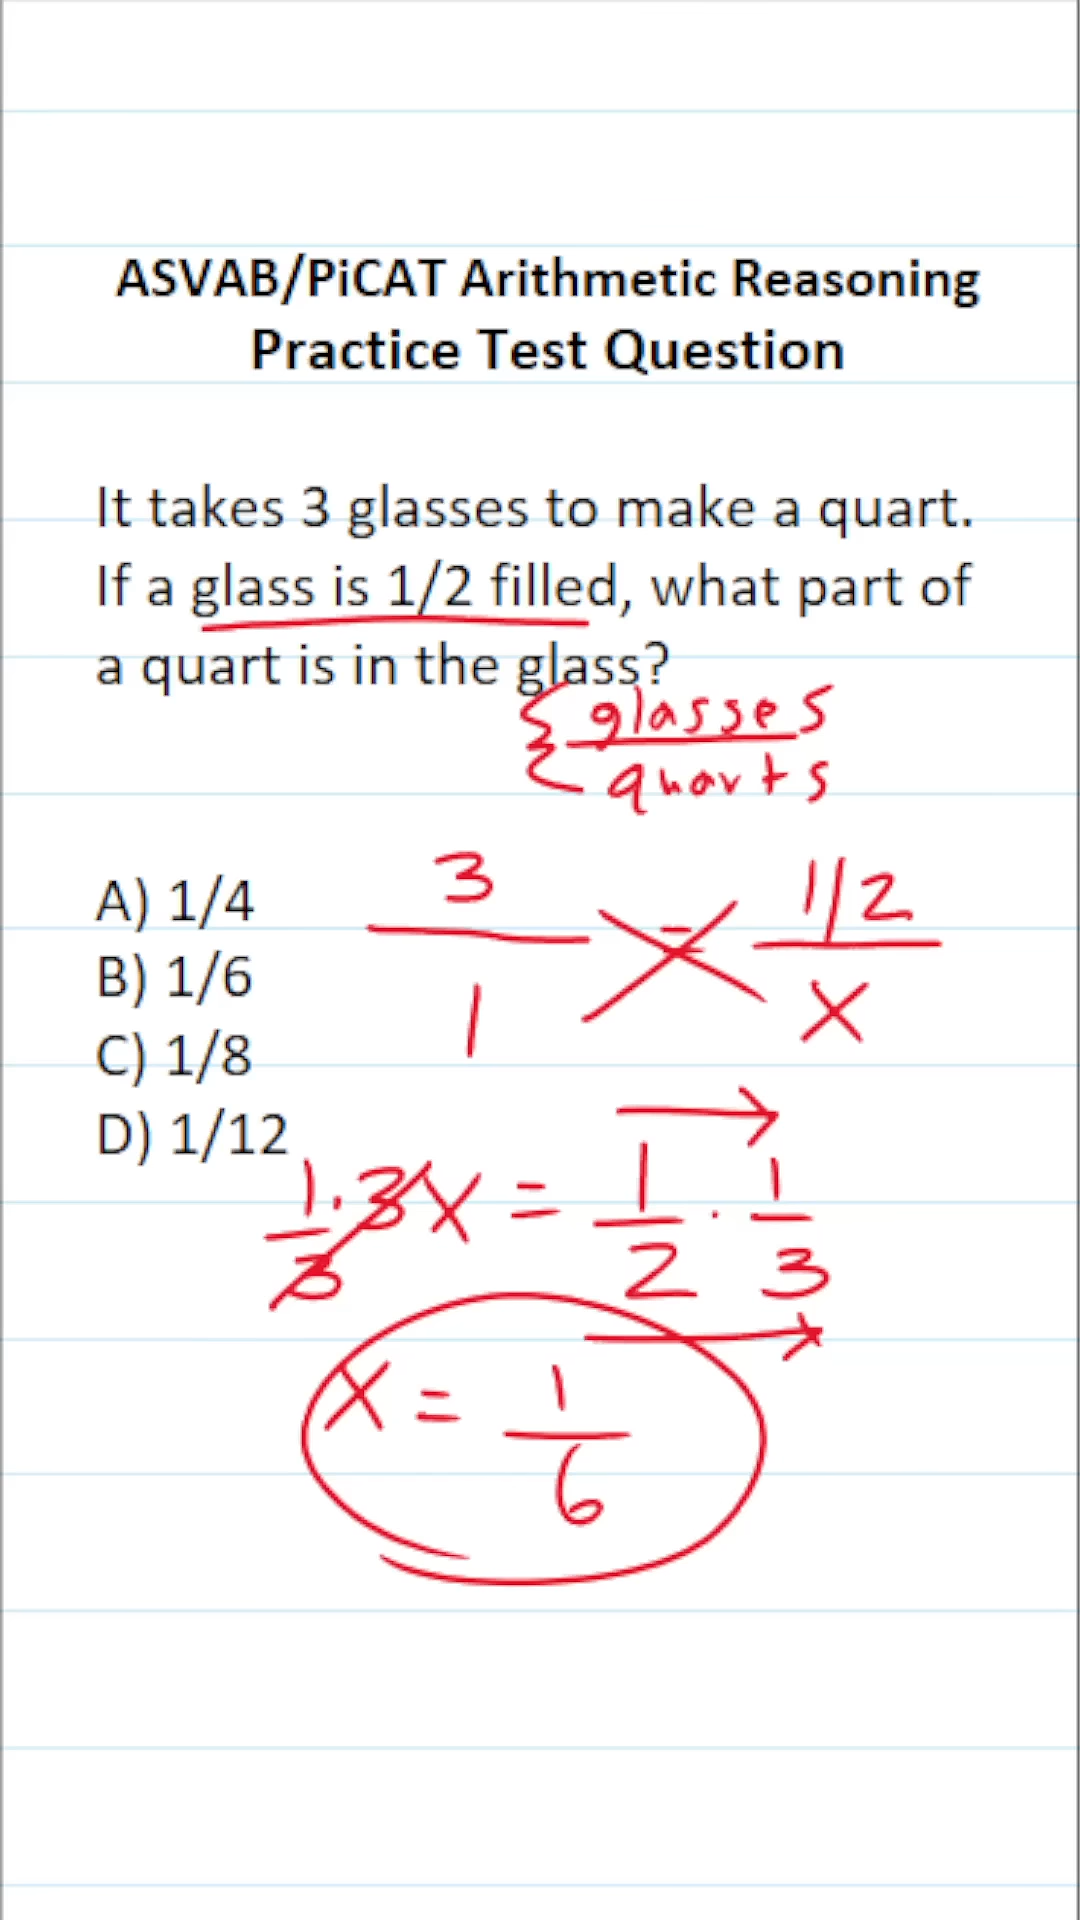 ASVAB/PiCAT Arithmetic Reasoning
Practice Test Question
It takes 3 glasses to make a quart.
If a glass is 1/2 filled, what part of
a quart is in the glass?
glasses
quarts
A) 1/4
B) 1/6
C) 1/8
D) 1/12
3/1 = 1/2/x
1/3 · 3x = 1/2 · 1/3
x = 1/6